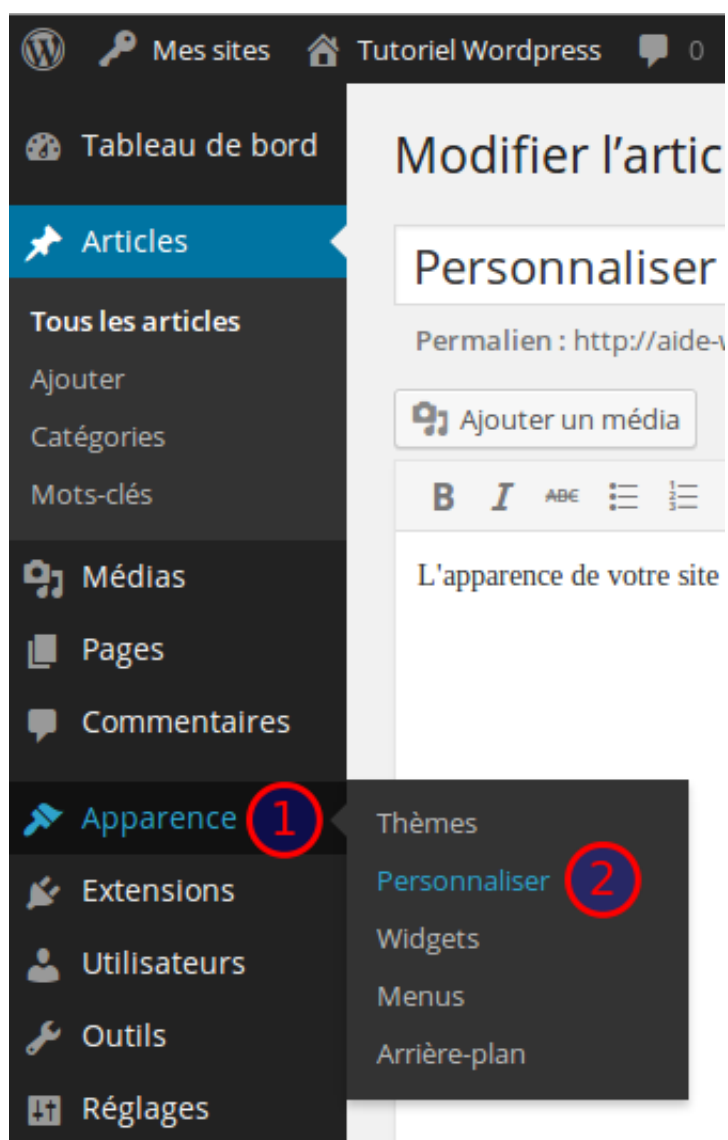 Mes sites Tutoriel Wordpress 0
Tableau de bord
Articles
Tous les articles
Ajouter
Catégories
Mots-clés
Médias
Pages
Commentaires
Apparence 1
Extensions
Utilisateurs
Outils
Réglages
Thèmes
Personnaliser 2
Widgets
Menus
Arrière-plan
Modifier l'artic
Personnaliser
Permalien : http://aide-
Ajouter un média
B I ABC
L'apparence de votre site